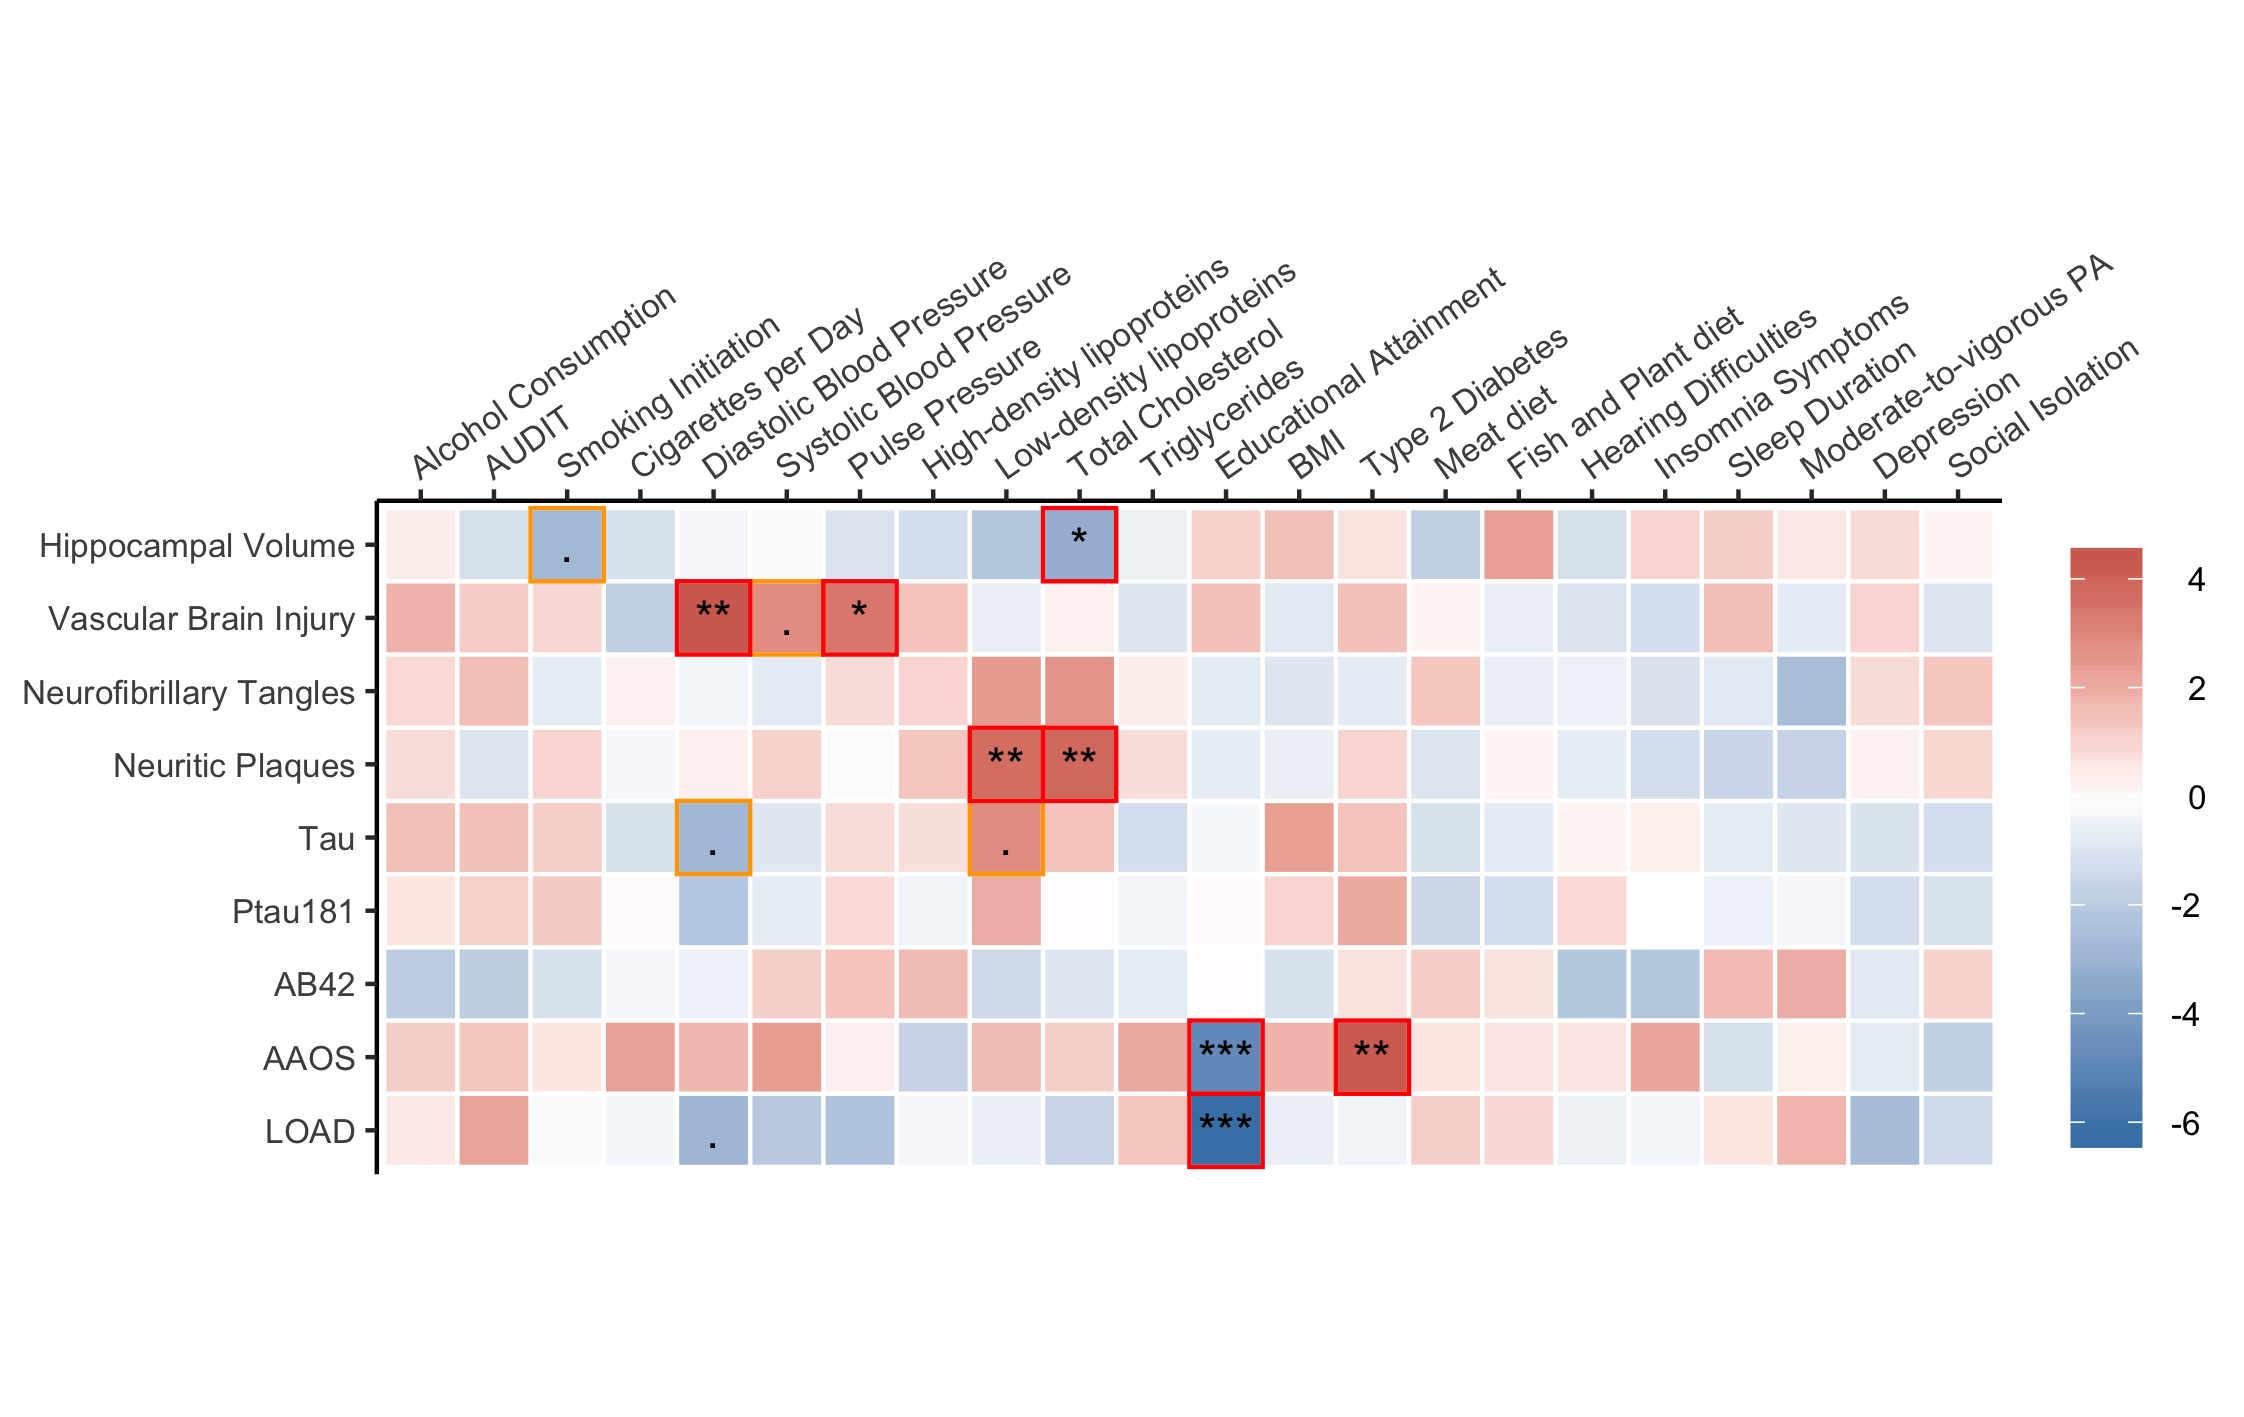 Alcohol Consumption
AUDIT
Smoking Initiation
Cigarettes per Day
Diastolic Blood Pressure
Systolic Blood Pressure
Pulse Pressure
High-density lipoproteins
Low-density lipoproteins
Total Cholesterol
Triglycerides
Educational Attainment
BMI
Type 2 Diabetes
Meat diet
Fish and Plant diet
Hearing Difficulties
Insomnia Symptoms
Sleep Duration
Moderate-to-vigorous PA
Depression
Social Isolation
Hippocampal Volume
. *
Vascular Brain Injury
** . *
Neurofibrillary Tangles
Neuritic Plaques
** **
Tau
. .
Ptau181
AB42
AAOS
*** **
LOAD
. ***
4
2
0
-2
-4
-6